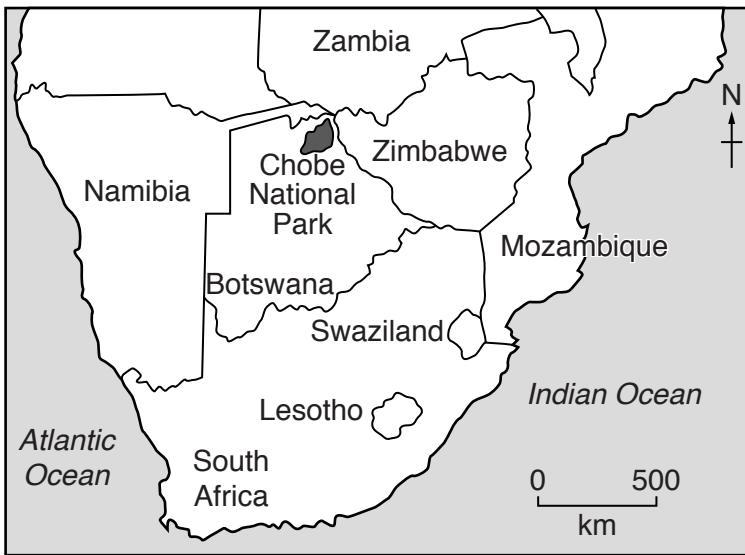 Zambia
N
Zimbabwe
Chobe
National
Park
Namibia
Mozambique
Botswana
Swaziland
Indian Ocean
Lesotho
Atlantic
Ocean
South
Africa
0 500
km